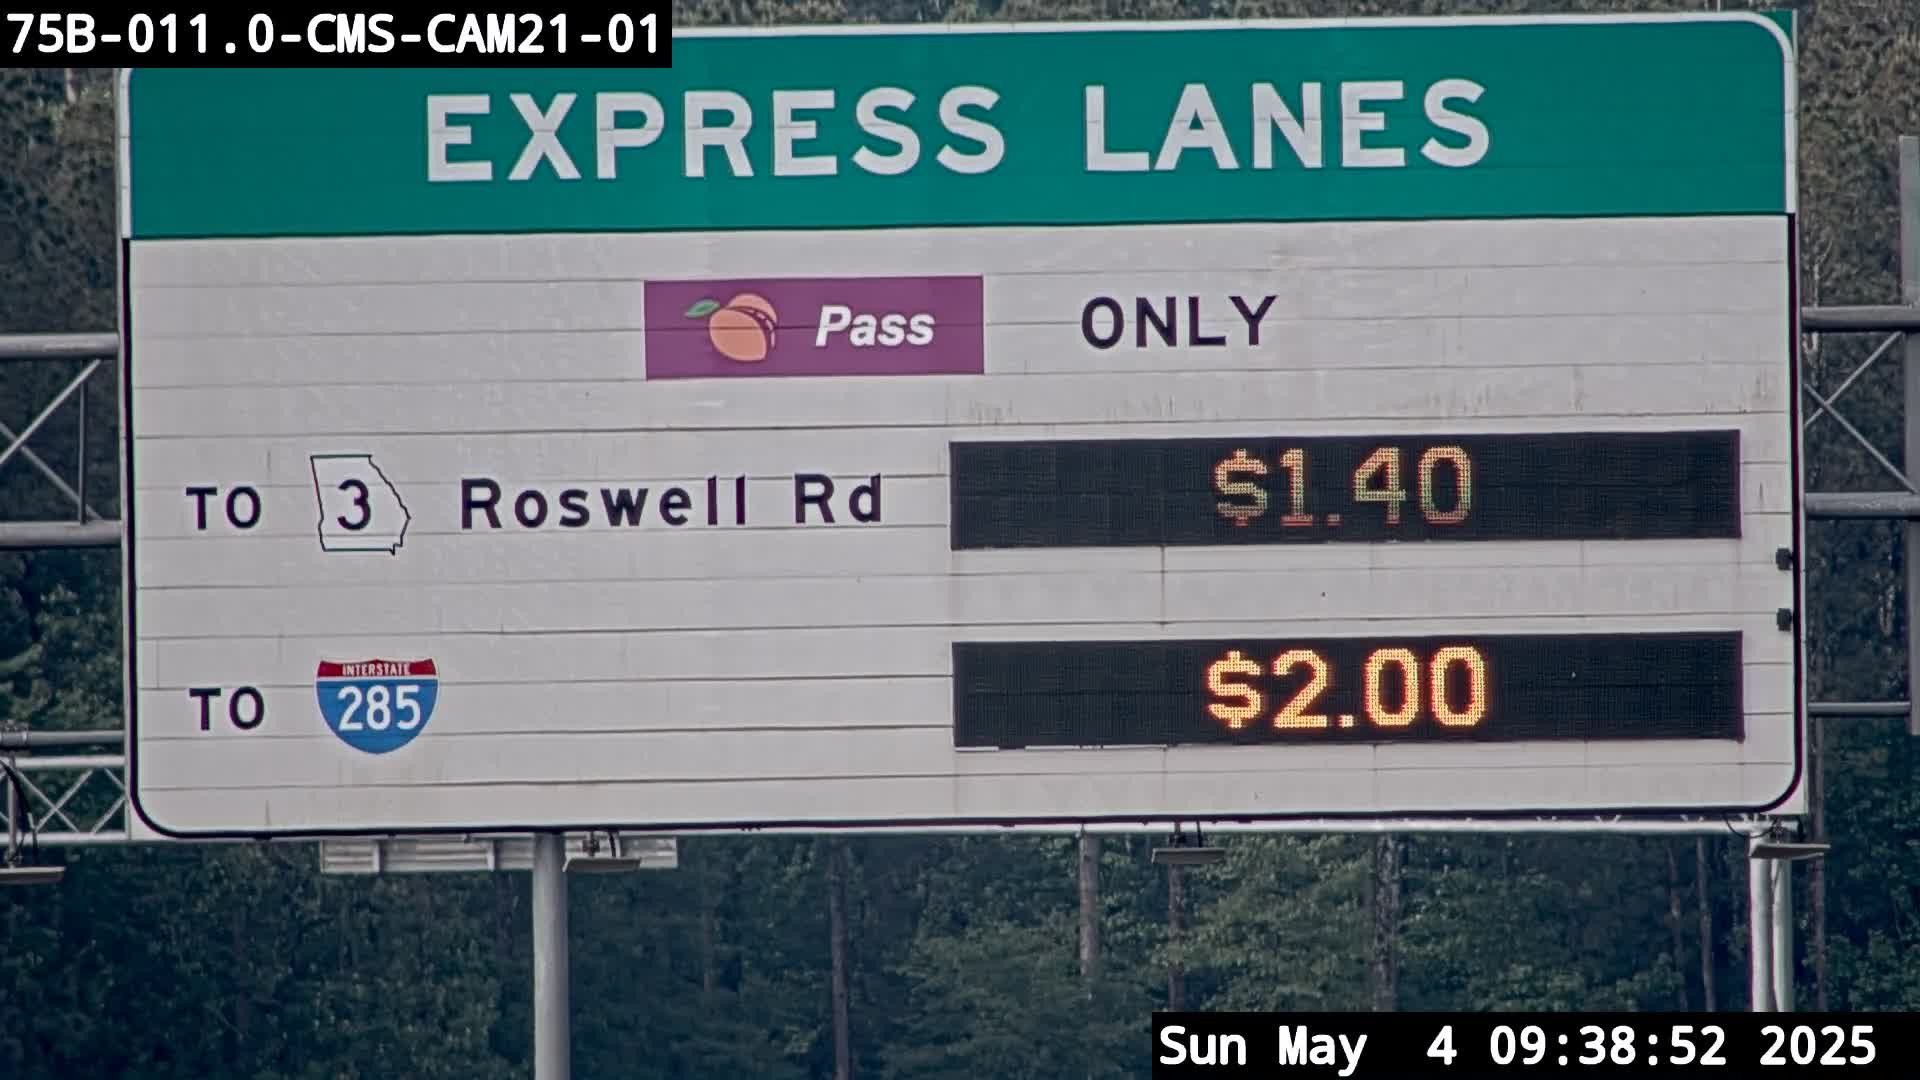 75B-011.0-CMS-CAM21-01
EXPRESS LANES
Pass ONLY
TO 3 Roswell Rd $1.40
INTERSTATE
TO 285 $2.00
Sun May 4 09:38:52 2025